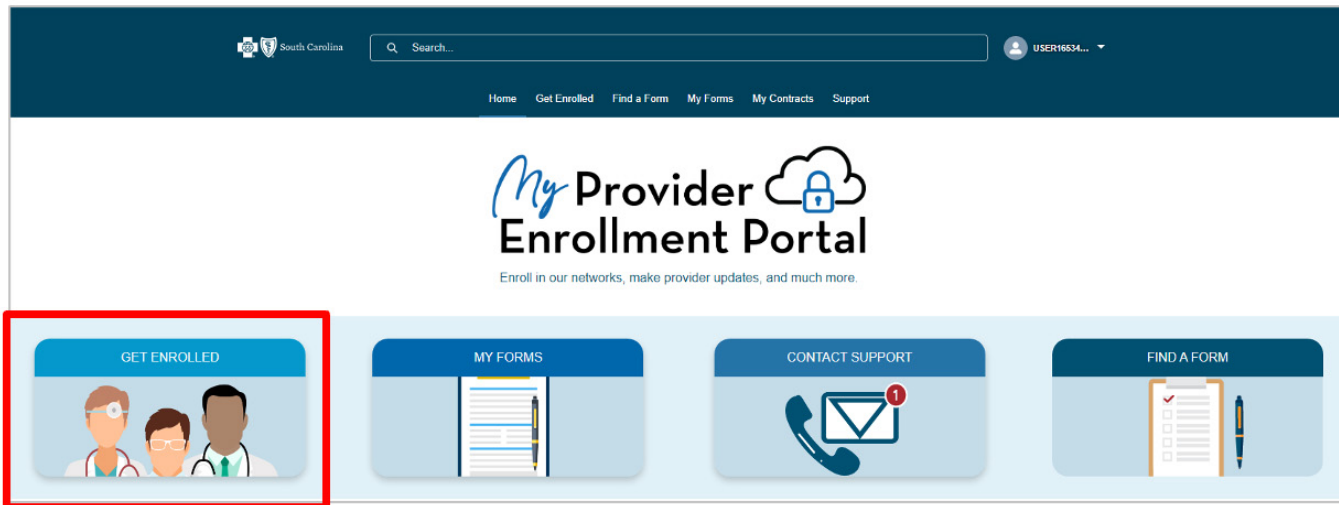 South Carolina
Search...
USER16534...
Home Get Enrolled Find a Form My Forms My Contracts Support
My Provider
Enrollment Portal
Enroll in our networks, make provider updates, and much more.
GET ENROLLED
MY FORMS
CONTACT SUPPORT
1
FIND A FORM